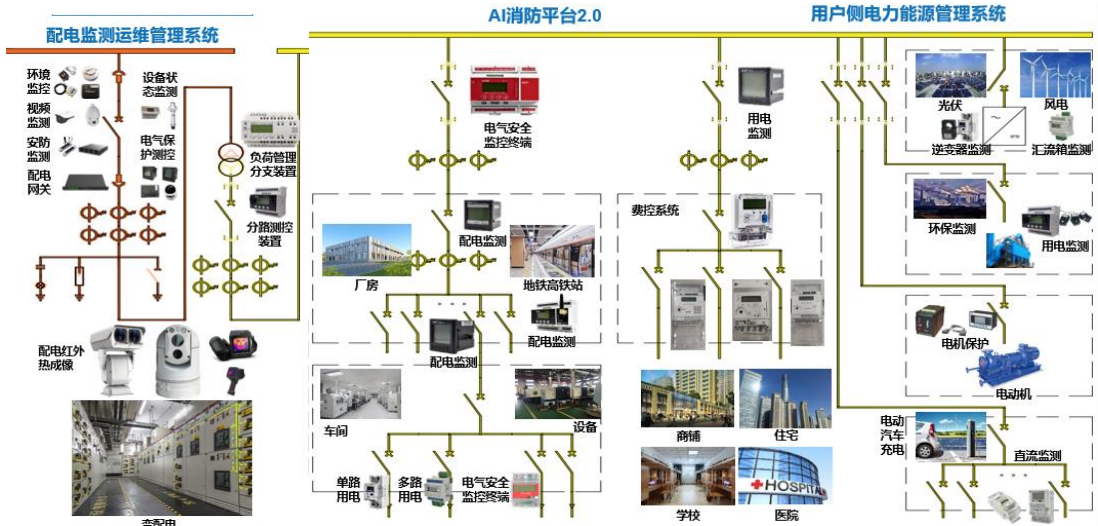 AI消防平台2.0
用户侧电力能源管理系统
配电监测运维管理系统
环境
监控
设备状
态监测
视频
监测
安防
监测
电气保
护测控
配电
网关
负荷管理
分支装置
分路测控
装置
配电红外
热成像
变配电
电气安全
监控终端
配电监测
厂房
地铁高铁站
配电监测
配电监测
车间
设备
单路
用电
多路
用电
电气安全
监控终端
用电
监测
费控系统
商铺
住宅
学校
HOSPITAL
医院
光伏
风电
逆变器监测
汇流箱监测
环保监测
用电监测
电机保护
电动机
电动
汽车
充电
直流监测